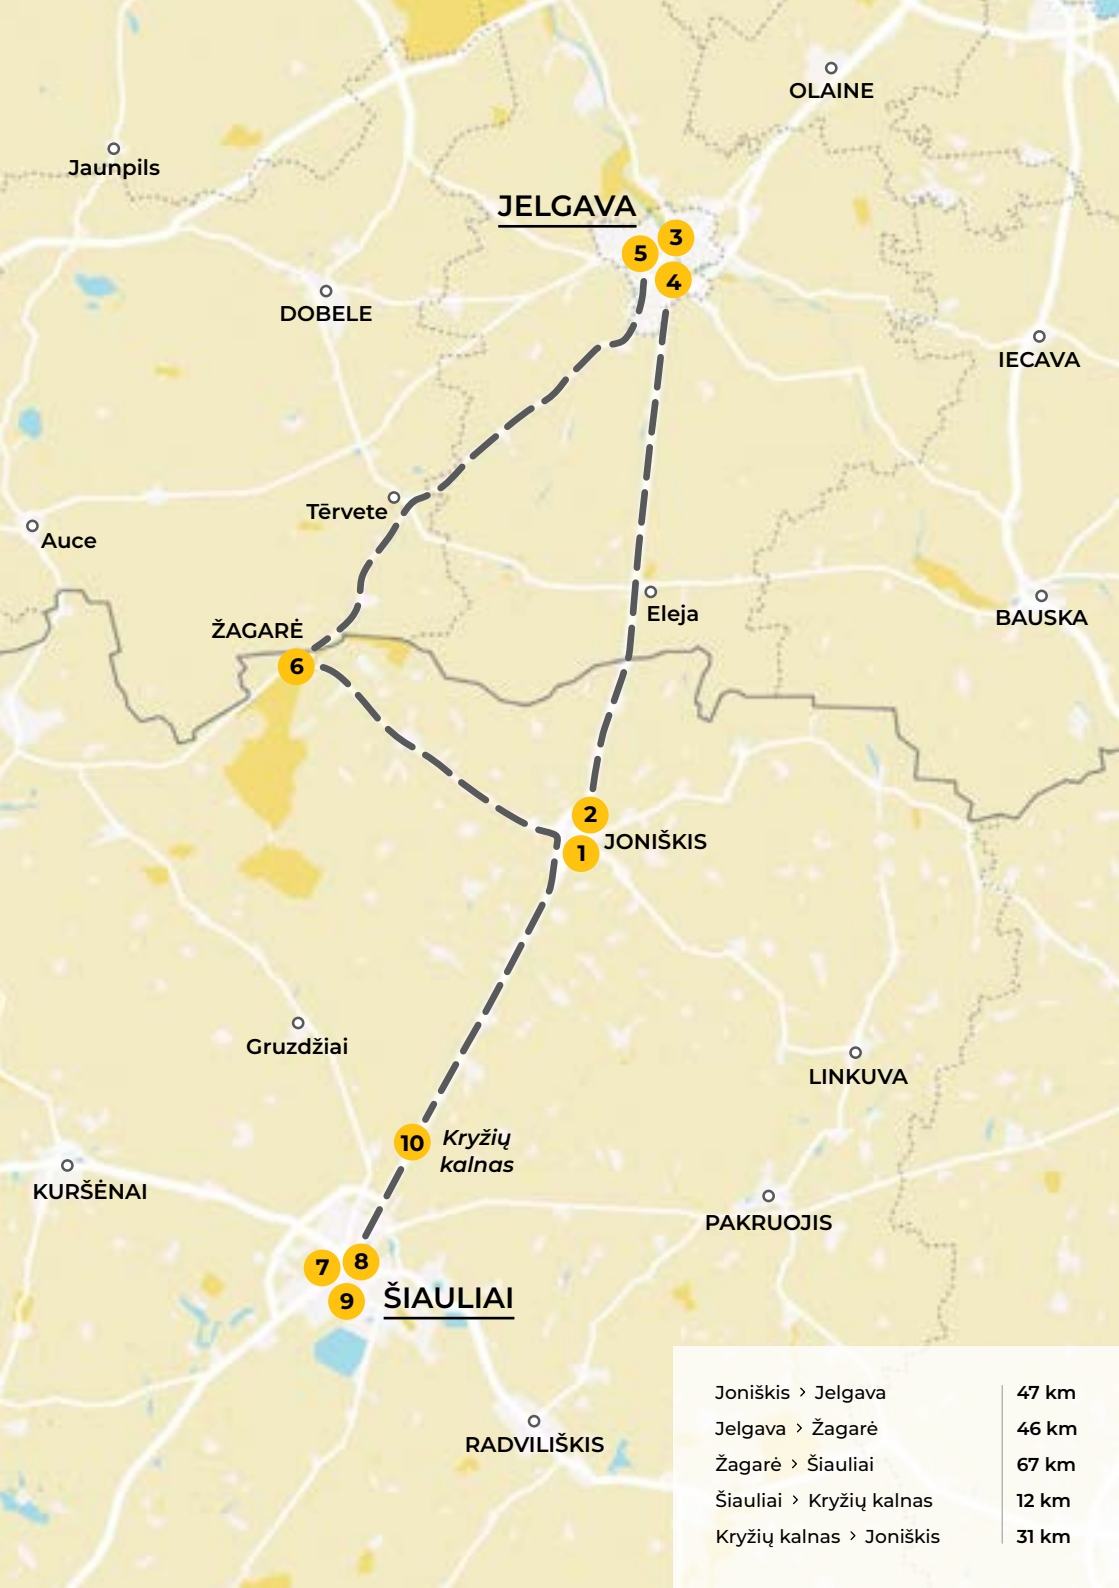 OLAINE
Jaunpils
JELGAVA
3
5
4
DOBELE
IECAVA
Tērvete
Auce
Eleja
BAUSKA
ŽAGARĖ
6
2
JONIŠKIS
1
Gruzdžiai
LINKUVA
10
Kryžių
kalnas
KURŠĖNAI
PAKRUOJIS
7
8
9
ŠIAULIAI
RADVILIŠKIS
Joniškis › Jelgava 47 km
Jelgava › Žagarė 46 km
Žagarė › Šiauliai 67 km
Šiauliai › Kryžių kalnas 12 km
Kryžių kalnas › Joniškis 31 km